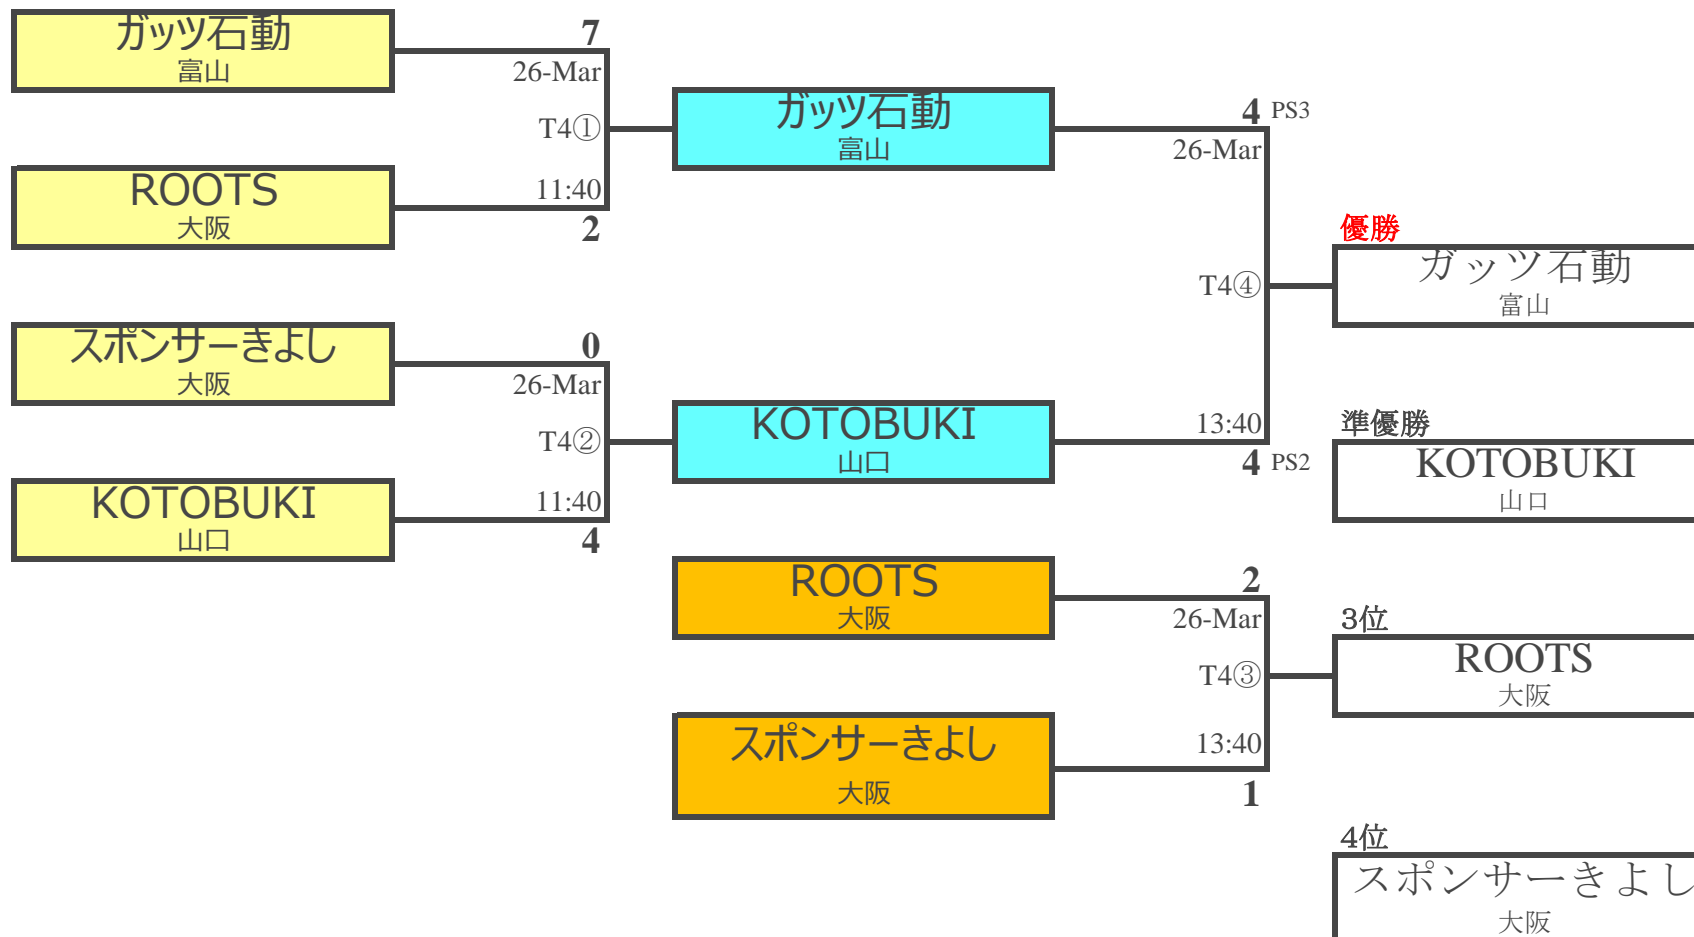 ガッツ石動
富山
7
26-Mar
T4①
11:40
2
ROOTS
大阪
スポンサーきよし
大阪
0
26-Mar
T4②
11:40
4
KOTOBUKI
山口
ガッツ石動
富山
4 PS3
26-Mar
T4④
13:40
4 PS2
KOTOBUKI
山口
ROOTS
大阪
2
26-Mar
T4③
13:40
1
スポンサーきよし
大阪
優勝
ガッツ石動
富山
準優勝
KOTOBUKI
山口
3位
ROOTS
大阪
4位
スポンサーきよし
大阪